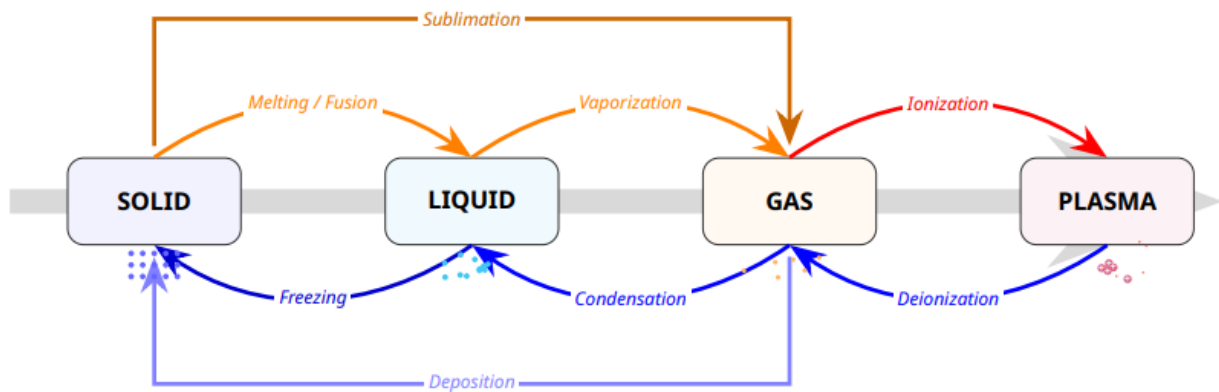 Sublimation
Melting / Fusion
Vaporization
Ionization
SOLID
LIQUID
GAS
PLASMA
Freezing
Condensation
Deionization
Deposition